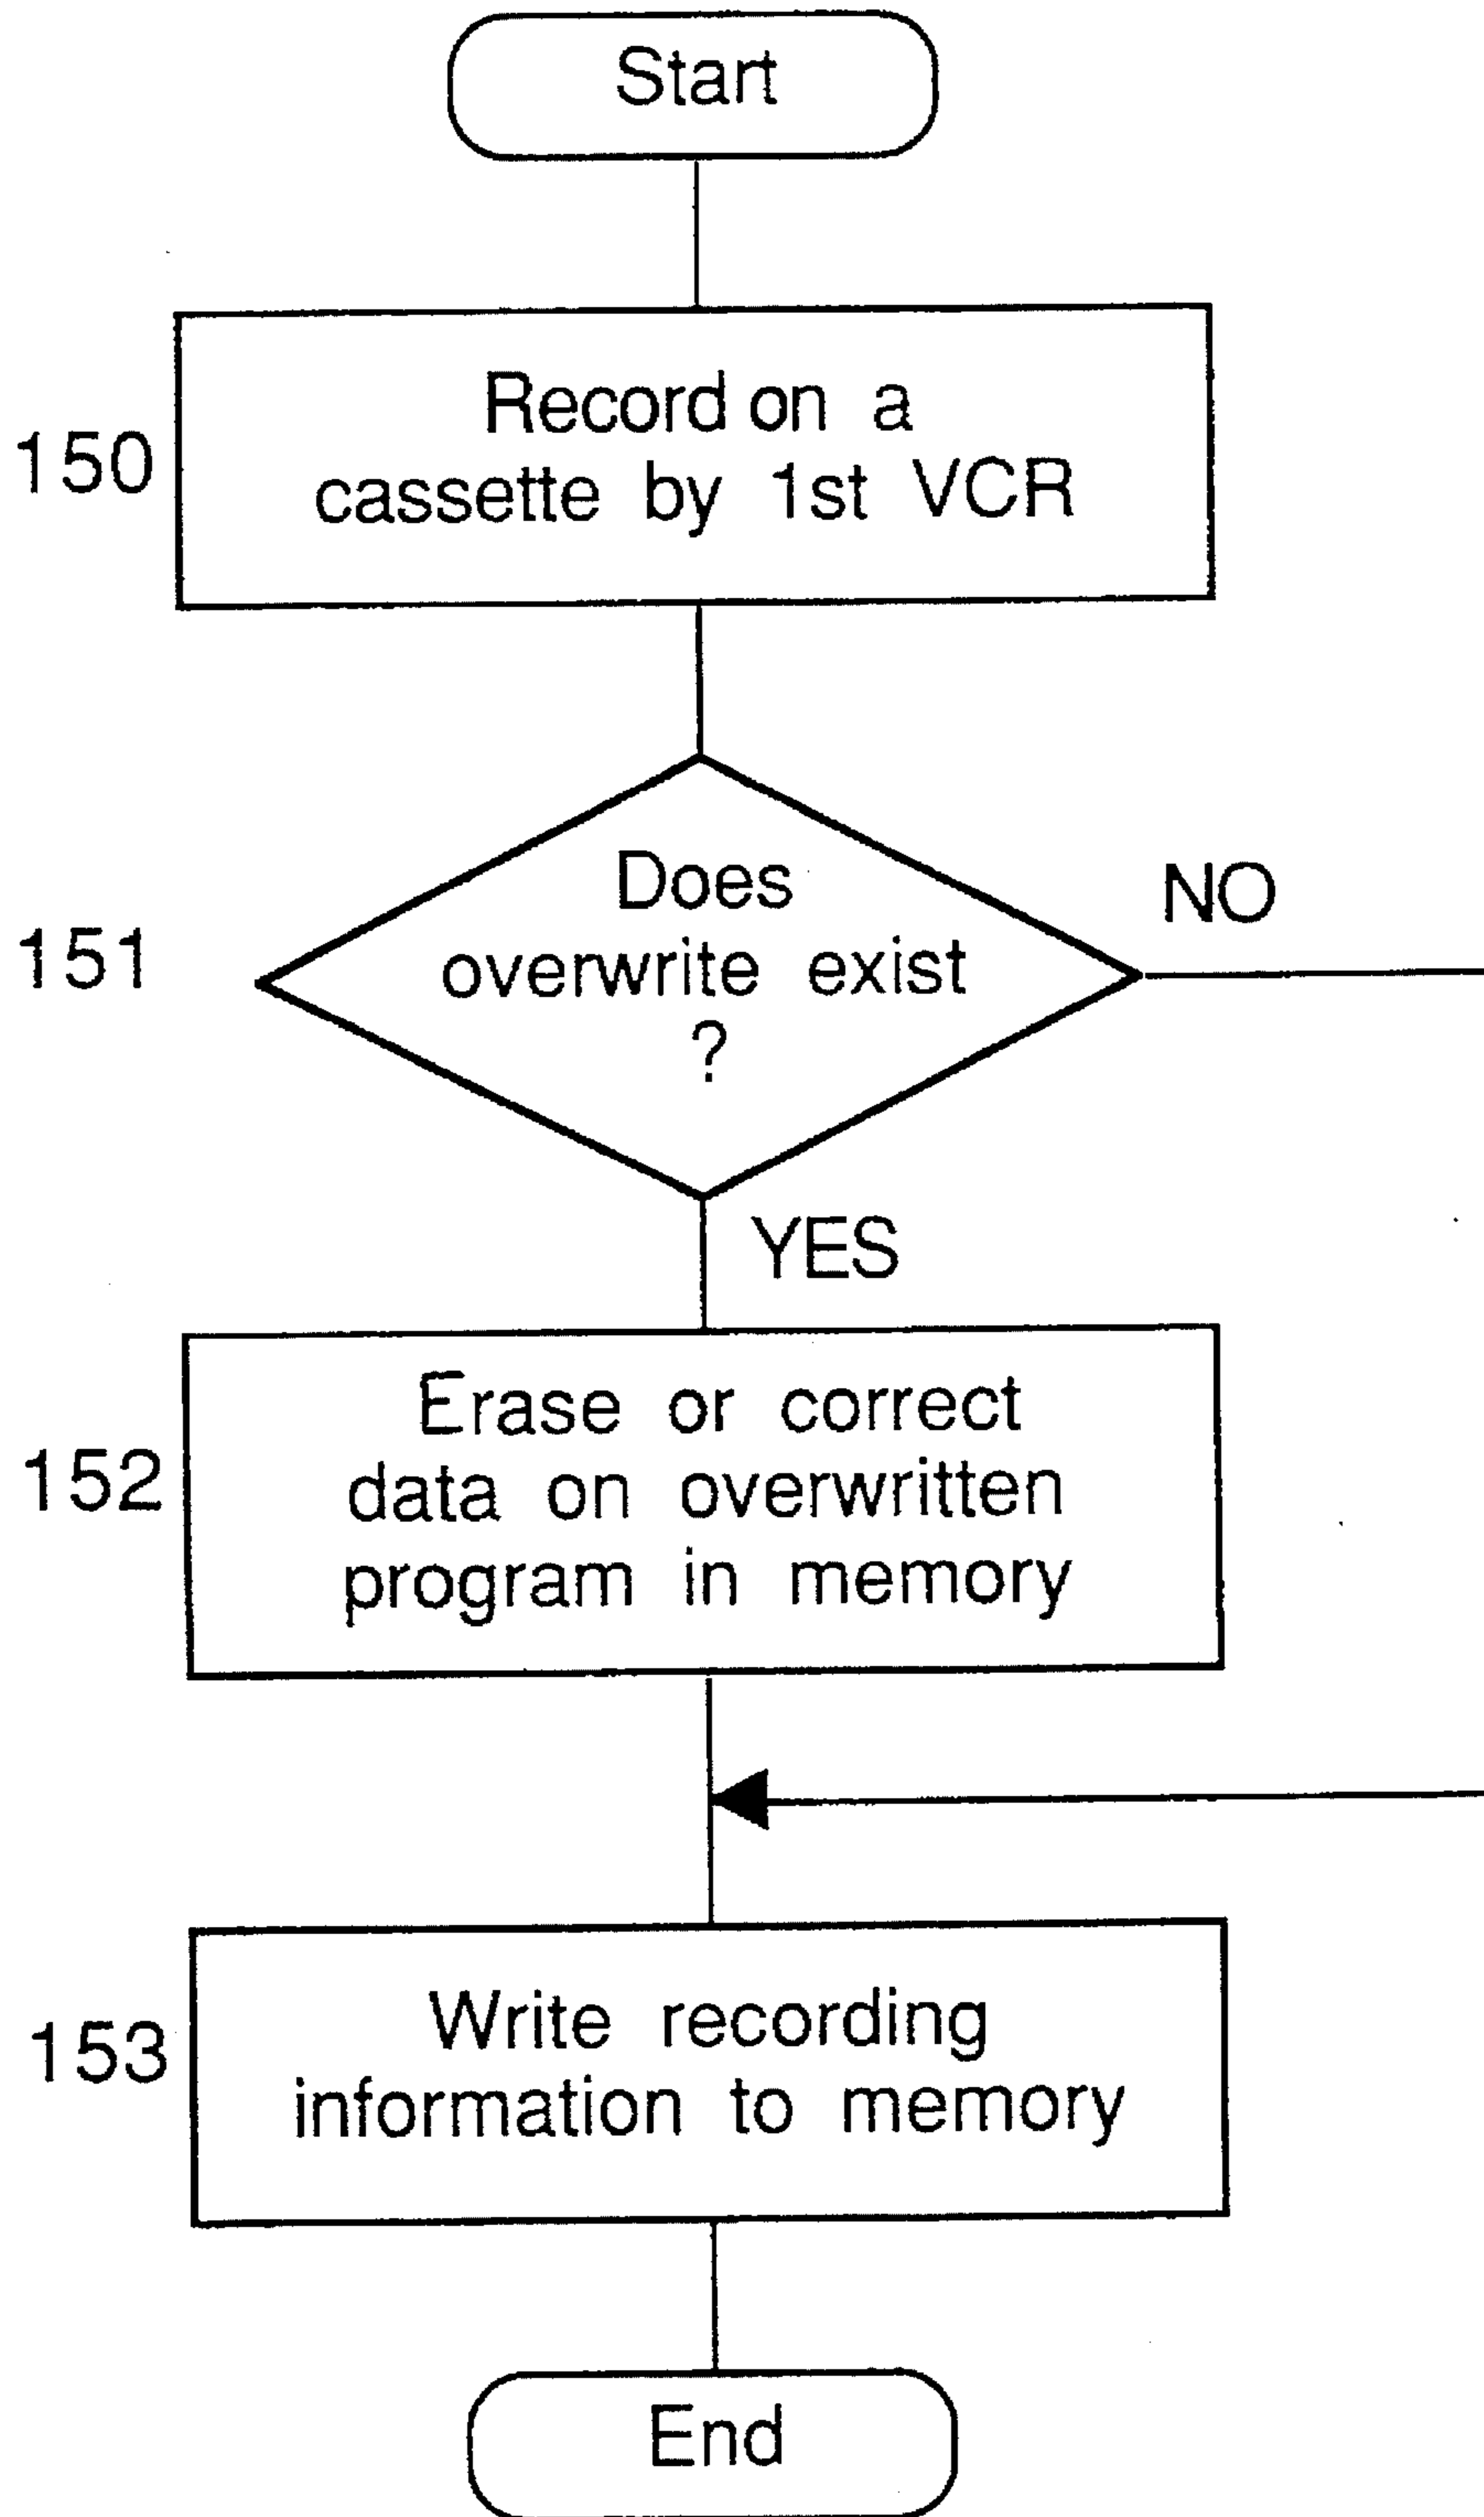 Start
150
Record on a
cassette by 1st VCR
151
Does
overwrite exist
?
NO
YES
152
Erase or correct
data on overwritten
program in memory
153
Write recording
information to memory
End